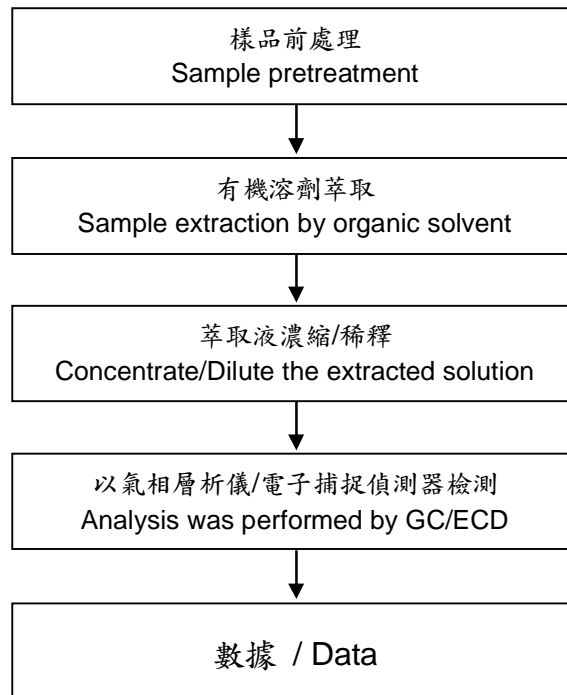 樣品前處理
Sample pretreatment
有機溶劑萃取
Sample extraction by organic solvent
萃取液濃縮/稀釋
Concentrate/Dilute the extracted solution
以氣相層析儀/電子捕捉偵測器檢測
Analysis was performed by GC/ECD
數據 / Data